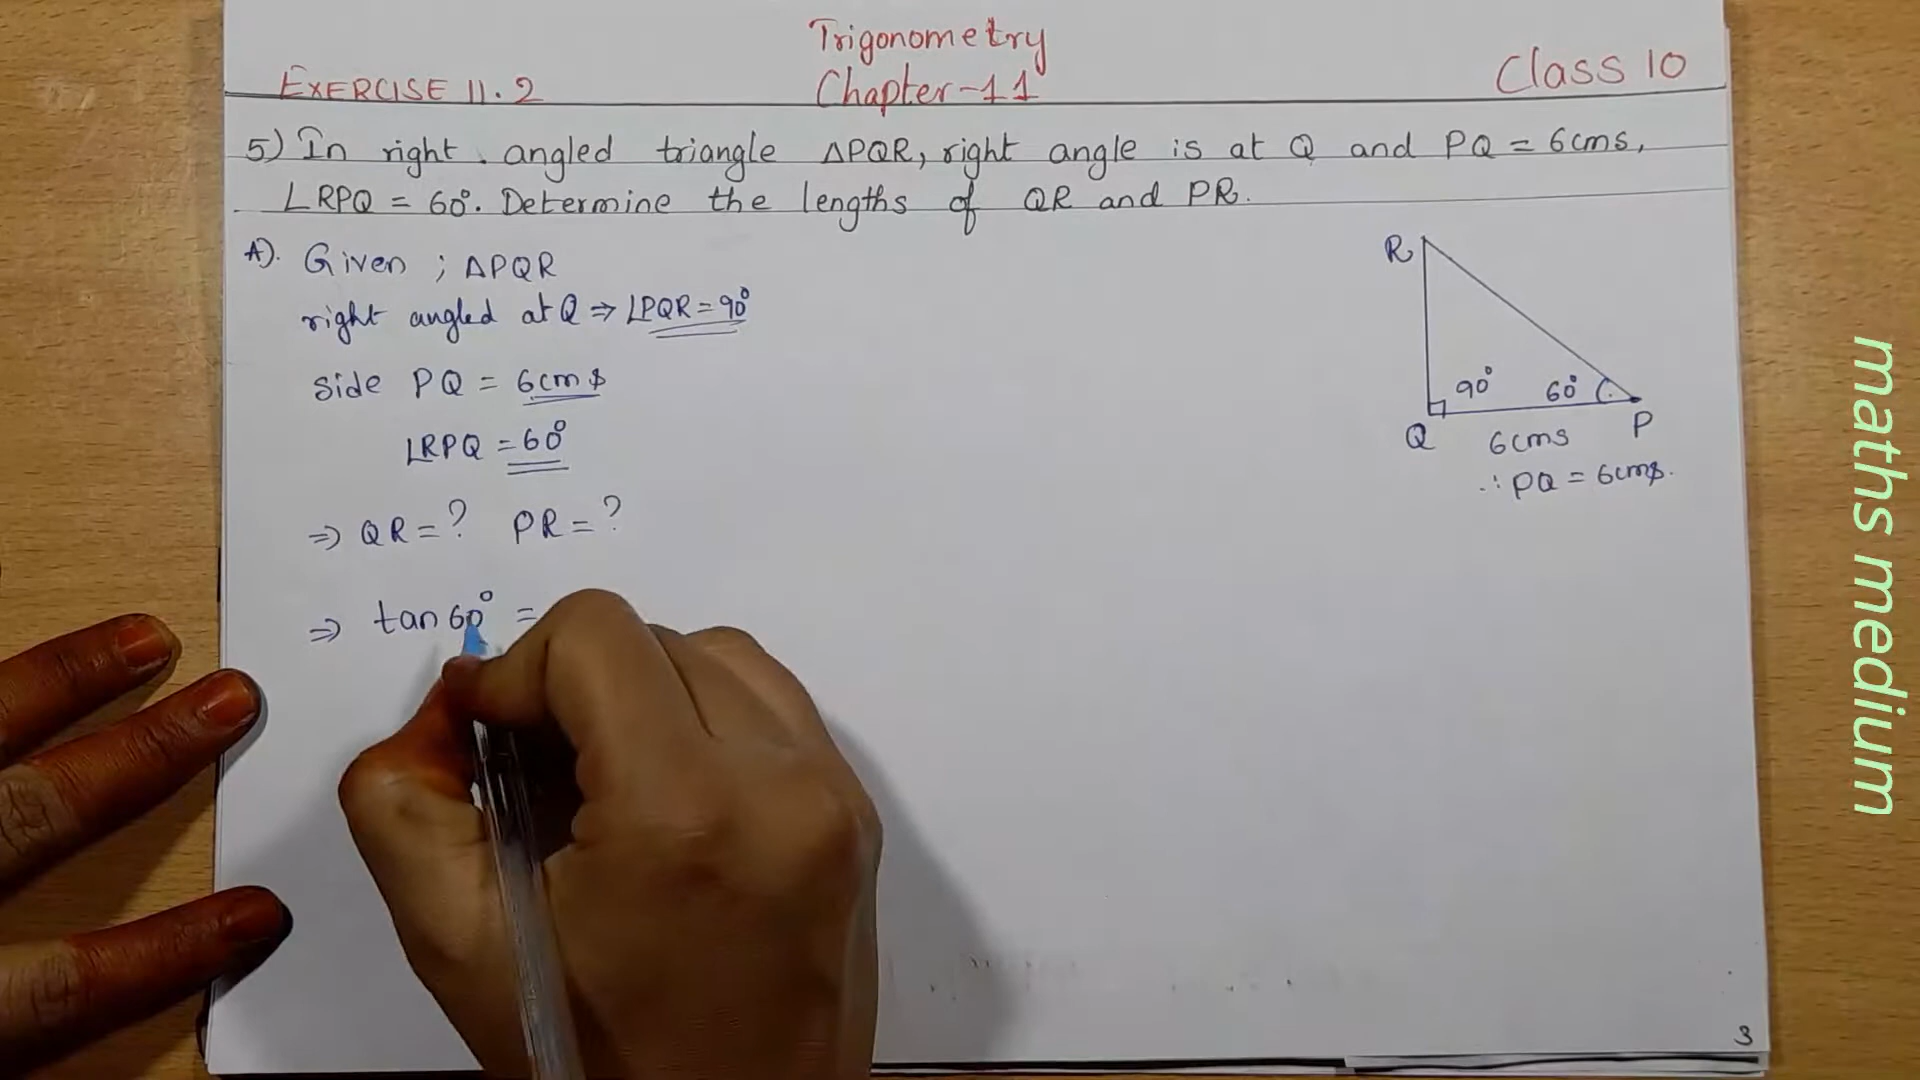 Trigonometry
EXERCISE 11.2
Chapter-11
Class 10
5) In right angled triangle ΔPQR, right angle is at Q and PQ = 6cms,
∠RPQ = 60°. Determine the lengths of QR and PR.
A). Given ; ΔPQR
right angled at Q ⇒ ∠PQR = 90°
side PQ = 6cms
∠RPQ = 60°
⇒ QR = ? PR = ?
⇒ tan 60° =
R
90° 60°
Q 6cms P
∴ PQ = 6cms.
maths medium
3